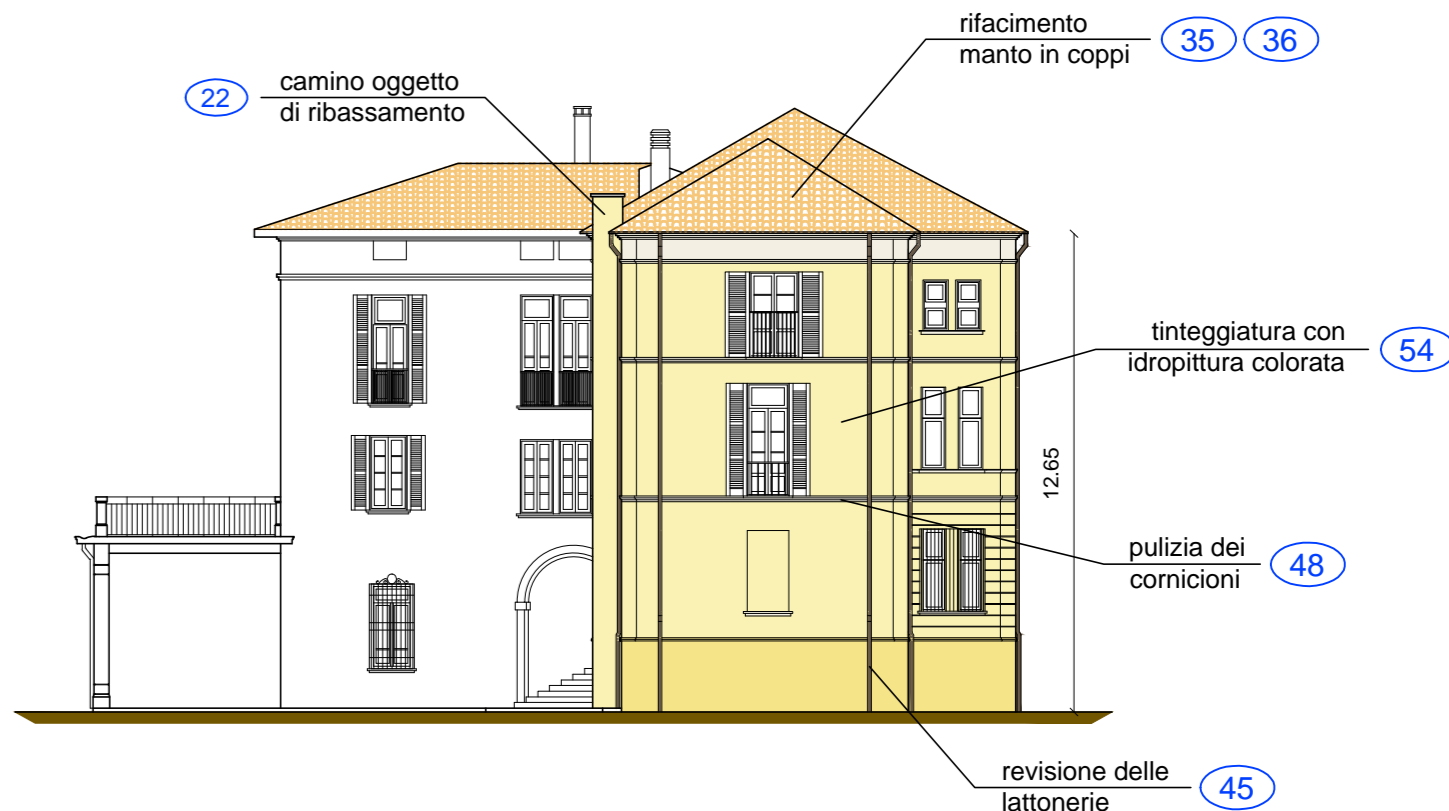 rifacimento
manto in coppi
35 36
22
camino oggetto
di ribassamento
tinteggiatura con
idropittura colorata
54
12.65
pulizia dei
cornicioni
48
revisione delle
lattonerie
45